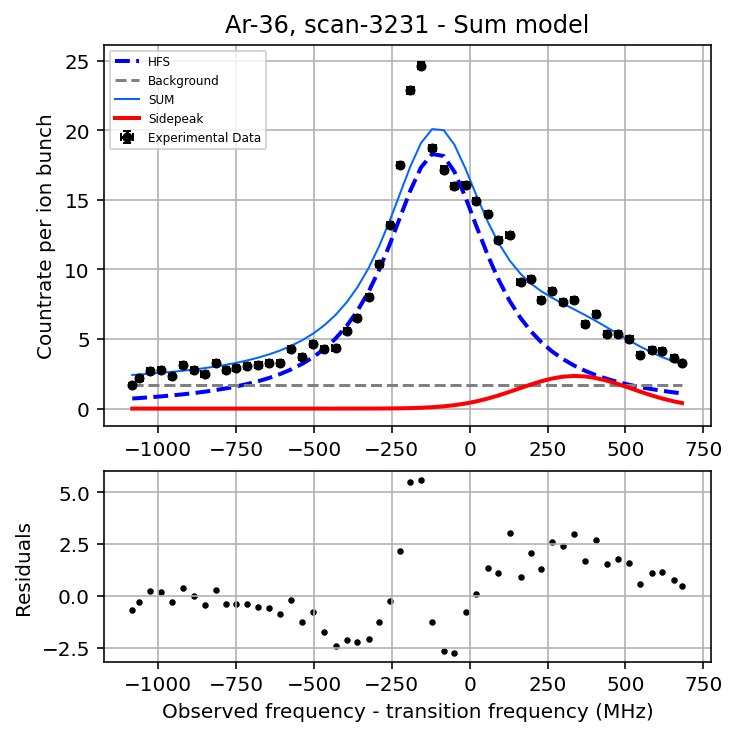 Ar-36, scan-3231 - Sum model
HFS
Background
SUM
Sidepeak
Experimental Data
Countrate per ion bunch
25
20
15
10
5
0
−1000 −750 −500 −250 0 250 500 750
Residuals
5.0
2.5
0.0
−2.5
−1000 −750 −500 −250 0 250 500 750
Observed frequency - transition frequency (MHz)